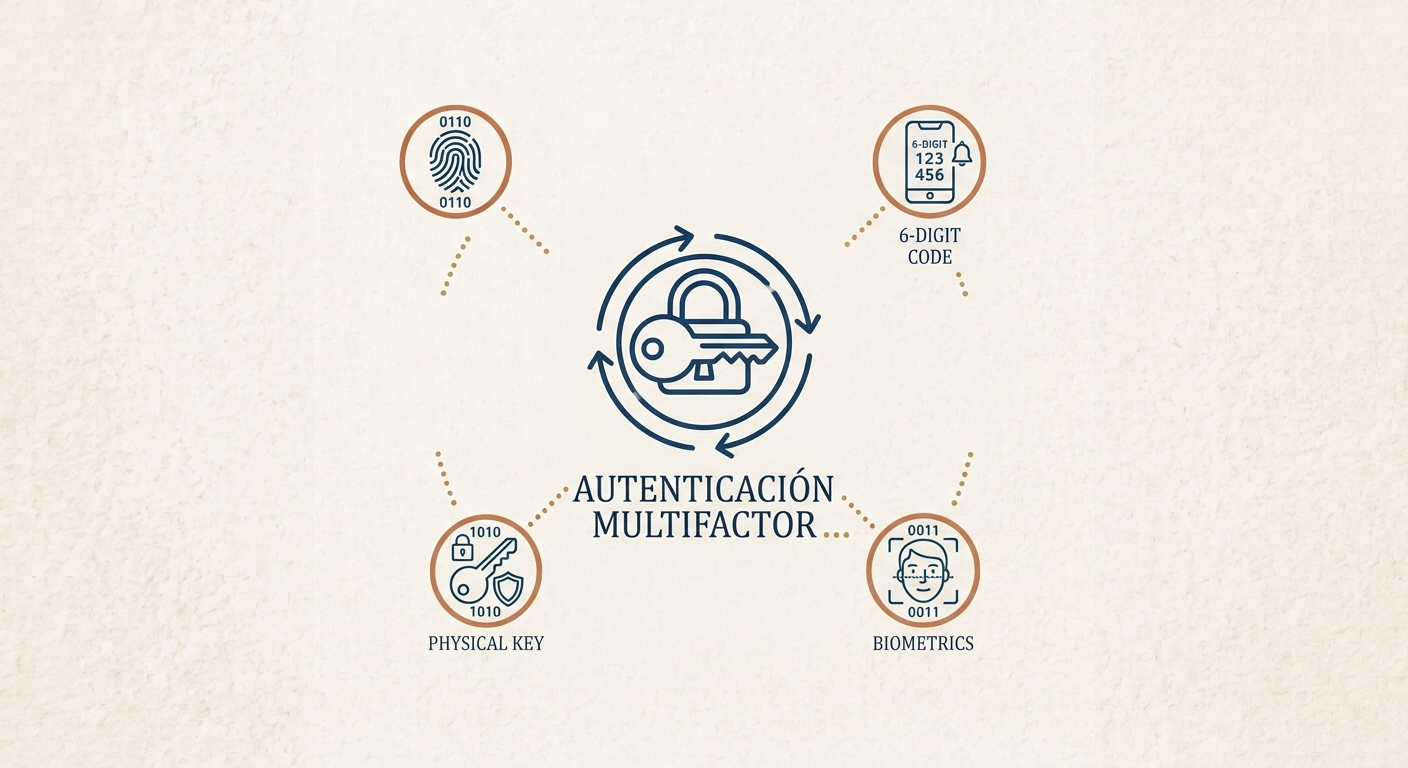 0110
0110
6-DIGIT
123
456
6-DIGIT
CODE
AUTENTICACIÓN
MULTIFACTOR...
1010
1010
PHYSICAL KEY
0011
0011
BIOMETRICS